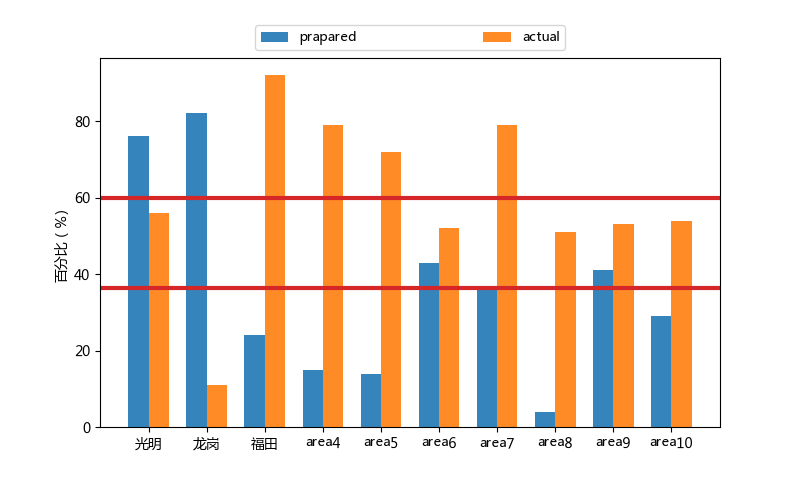 prapared actual
百分比（%）
80
60
40
20
0
光明 龙岗 福田 area4 area5 area6 area7 area8 area9 area10